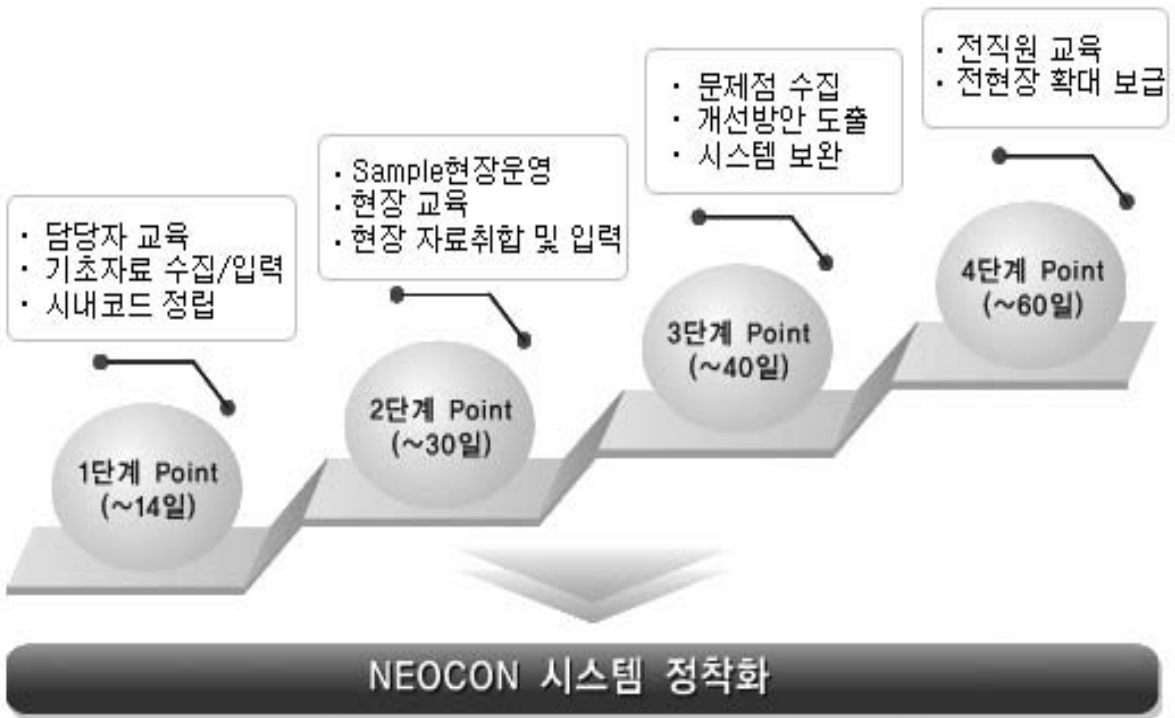 · 담당자 교육
· 기초자료 수집/입력
· 시내코드 정립
1단계 Point
(~14일)
· Sample현장운영
· 현장 교육
· 현장 자료취합 및 입력
2단계 Point
(~30일)
· 문제점 수집
· 개선방안 도출
· 시스템 보완
3단계 Point
(~40일)
· 전직원 교육
· 전현장 확대 보급
4단계 Point
(~60일)
NEOCON 시스템 정착화